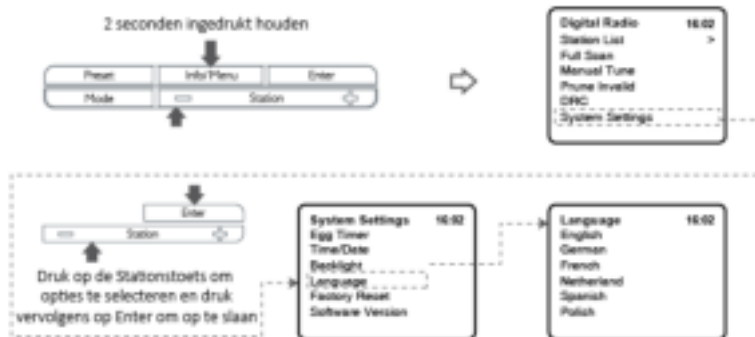 2 seconden ingedrukt houden
Preset Info/Menu Enter
Mode Station
Digital Radio 16:02
Station List >
Full Scan
Manual Tune
Prune Invalid
DRC
System Settings
Enter
Station
Druk op de Stationstoets om
opties te selecteren en druk
vervolgens op Enter om op te slaan
System Settings 16:02
Egg Timer
Time/Date
Backlight
Language
Factory Reset
Software Version
Language 16:02
English
German
French
Netherland
Spanish
Polish